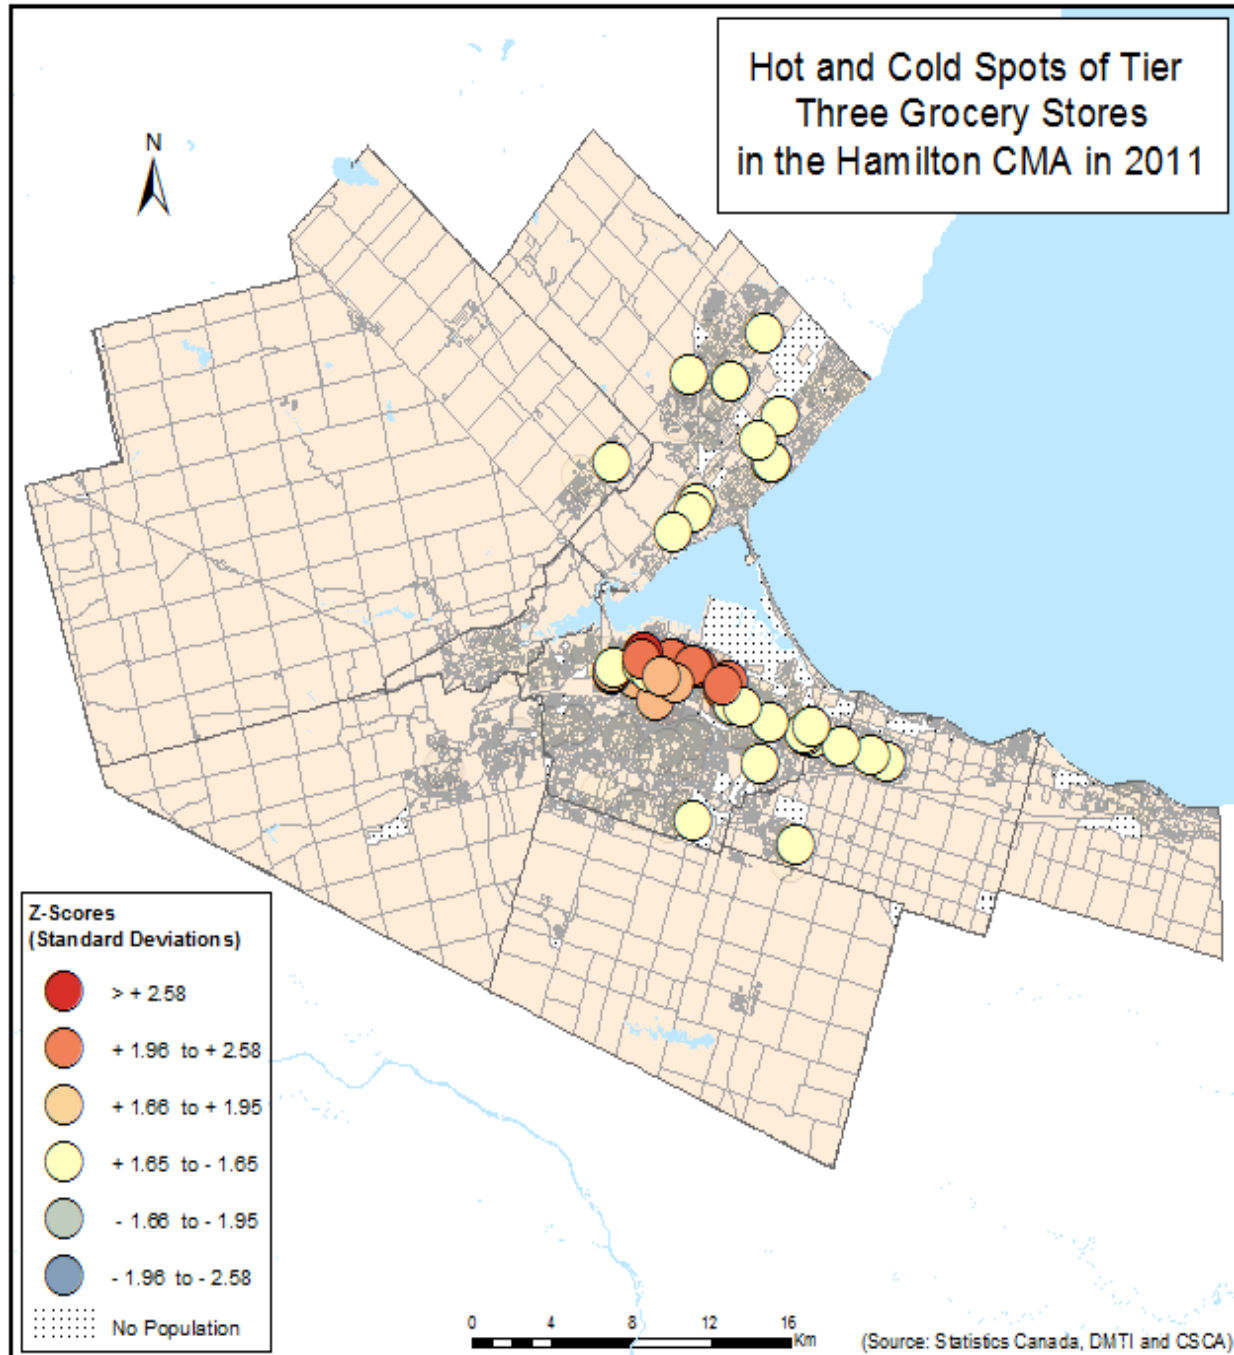 Hot and Cold Spots of Tier
Three Grocery Stores
in the Hamilton CMA in 2011
N
Z-Scores
(Standard Deviations)
> + 2.58
+ 1.96 to + 2.58
+ 1.66 to + 1.95
+ 1.65 to - 1.65
- 1.66 to - 1.95
- 1.96 to - 2.58
No Population
0 4 8 12 16
Km
(Source: Statistics Canada, DMTI and CSCA)